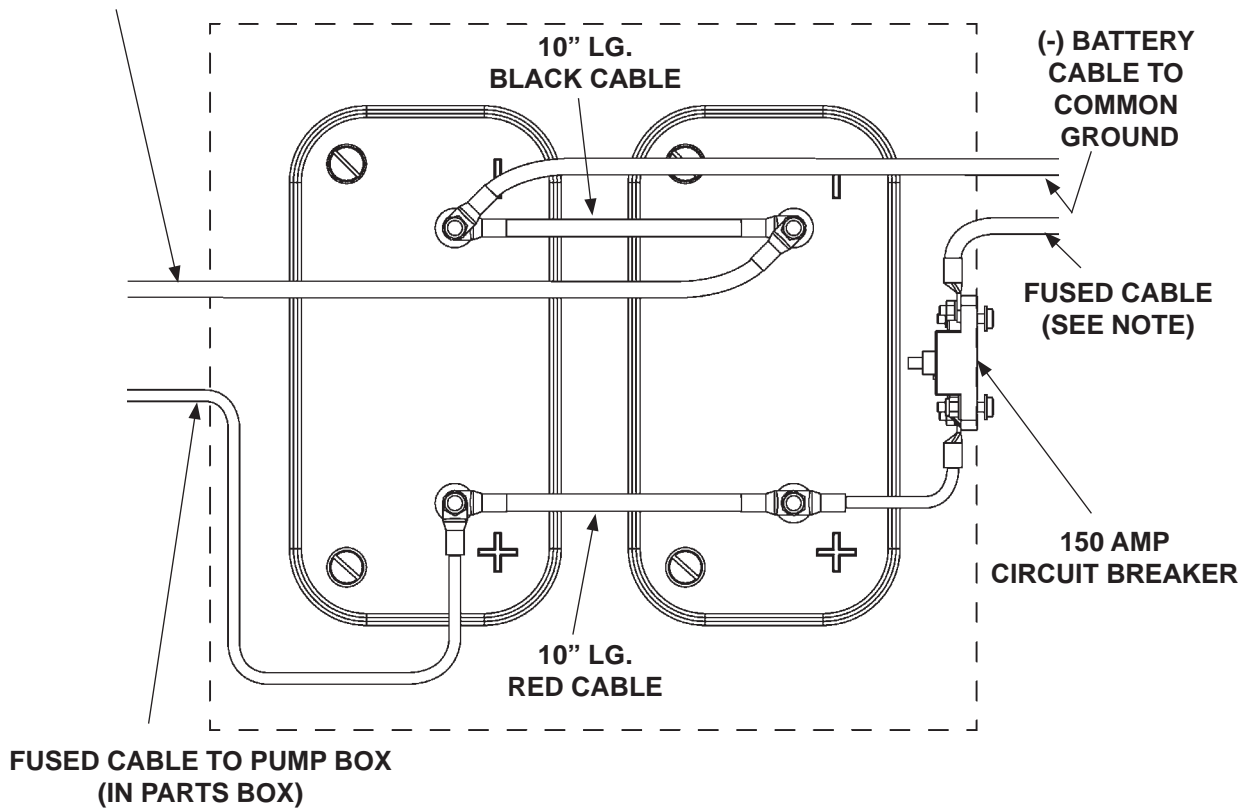 10” LG.
BLACK CABLE
(-) BATTERY
CABLE TO
COMMON
GROUND
FUSED CABLE
(SEE NOTE)
150 AMP
CIRCUIT BREAKER
10” LG.
RED CABLE
FUSED CABLE TO PUMP BOX
(IN PARTS BOX)